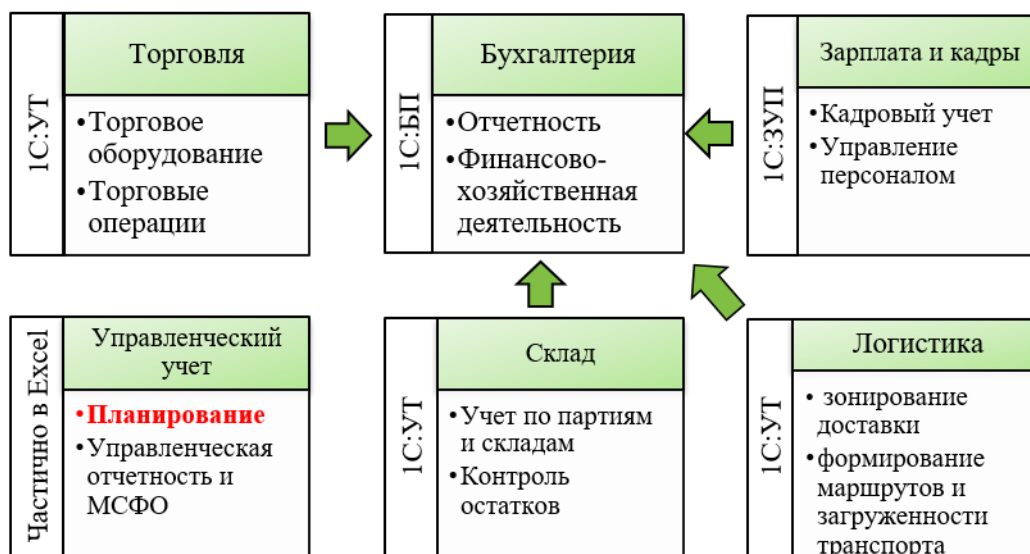 1С:УТ
Торговля
•Торговое
оборудование
•Торговые
операции
1С:БП
Бухгалтерия
•Отчетность
•Финансово-
хозяйственная
деятельность
1С:ЗУП
Зарплата и кадры
•Кадровый учет
•Управление
персоналом
Частично в Excel
Управленческий
учет
•Планирование
•Управленческая
отчетность и
МСФО
1С:УТ
Склад
•Учет по партиям
и складам
•Контроль
остатков
1С:УТ
Логистика
• зонирование
доставки
•формирование
маршрутов и
загруженности
транспорта